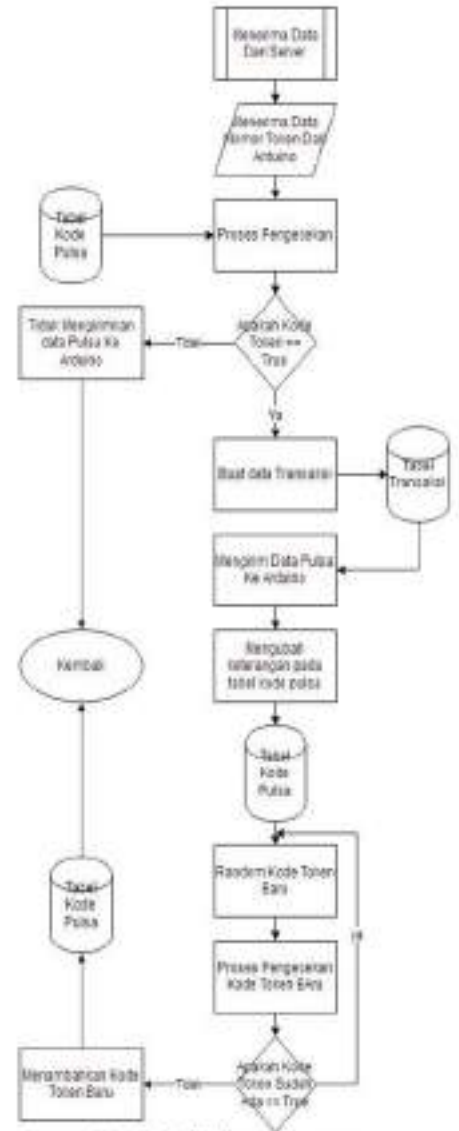 Menerima Data
Dari Server
Menerima Data
Nomor Token Dari
Arduino
Tabel
Kode
Pulsa
Proses Pengecekan
Tidak Mengirimkan
data Pulsa Ke
Arduino
Tidak
Apakah Kode
Token ==
True
Ya
Buat data Transaksi
Tabel
Transaksi
Mengirim Data Pulsa
Ke Arduino
Mengubah
keterangan pada
tabel kode pulsa
Kembali
Tabel
Kode
Pulsa
Random Kode Token
Baru
Tabel
Kode
Pulsa
Proses Pengecekan
Kode Token BAru
ya
Menambahkan Kode
Token Baru
Tidak
Apakah Kode
Token Sudah
Ada == True